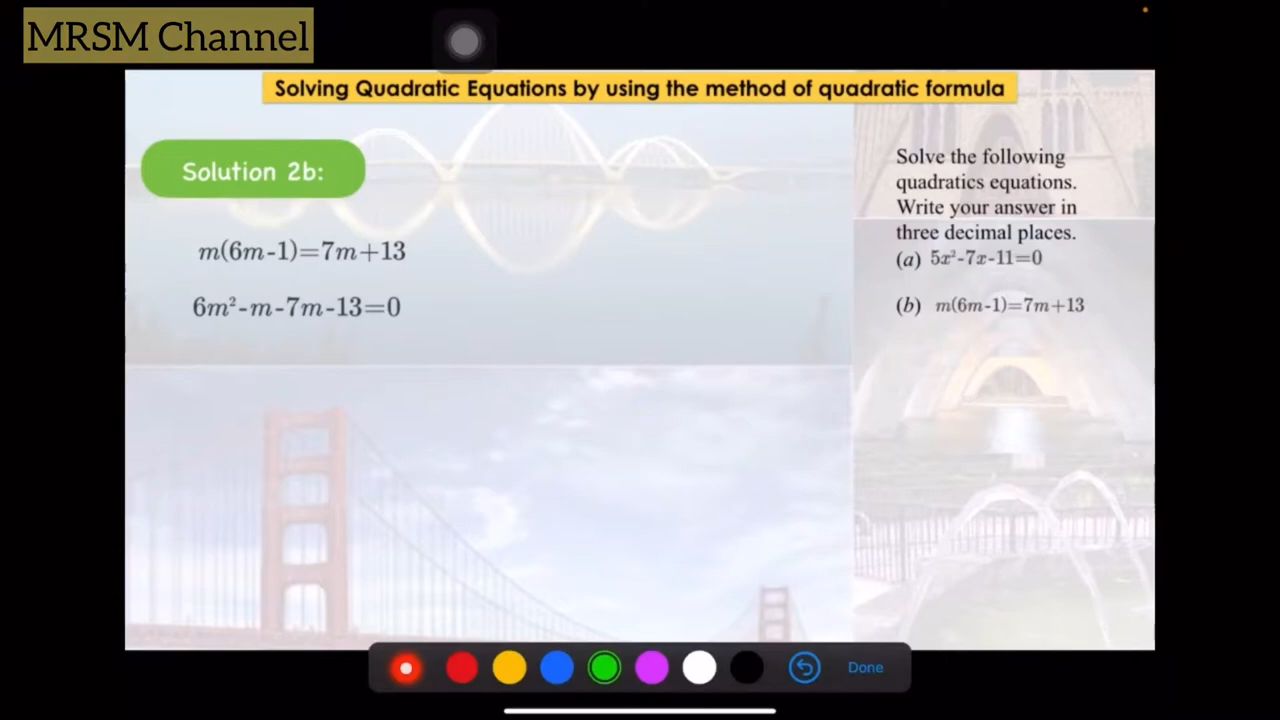 MRSM Channel
Solving Quadratic Equations by using the method of quadratic formula
Solution 2b:
m(6m-1)=7m+13
6m²-m-7m-13=0
Solve the following
quadratics equations.
Write your answer in
three decimal places.
(a) 5x²-7x-11=0
(b) m(6m-1)=7m+13
Done